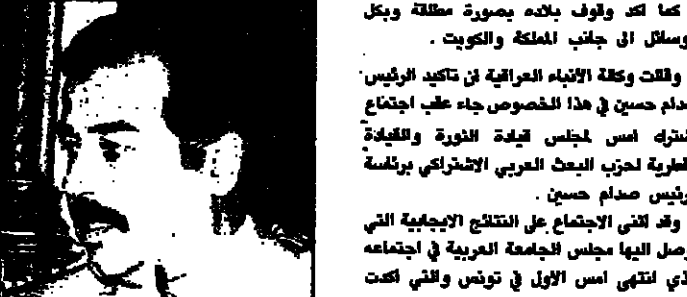 كما اكد وقوف بلاده بصورة مطلقة وبكل
وسائل الى جانب المملكة والكويت .
وقالت وكالة الأنباء العراقية ان تاكيد الرئيس
صدام حسين في هذا الخصوص جاء عقب اجتماع
مشترك امس لمجلس قيادة الثورة والقيادة
القطرية لحزب البعث العربي الاشتراكي برئاسة
الرئيس صدام حسين .
وقد اثنى الاجتماع على النتائج الايجابية التي
توصل اليها مجلس الجامعة العربية في اجتماعه
الذي انتهى امس الاول في تونس والتي اكدت